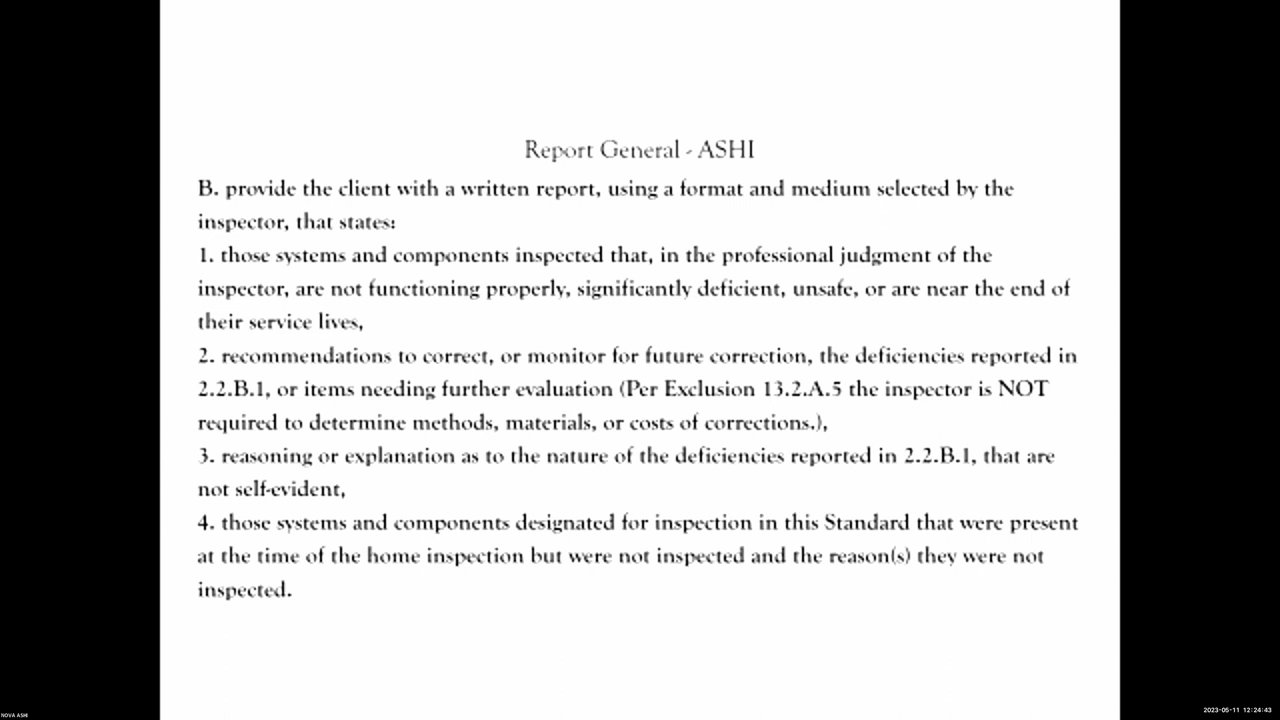 Report General - ASHI
B. provide the client with a written report, using a format and medium selected by the
inspector, that states:
1. those systems and components inspected that, in the professional judgment of the
inspector, are not functioning properly, significantly deficient, unsafe, or are near the end of
their service lives,
2. recommendations to correct, or monitor for future correction, the deficiencies reported in
2.2.B.1, or items needing further evaluation (Per Exclusion 13.2.A.5 the inspector is NOT
required to determine methods, materials, or costs of corrections.),
3. reasoning or explanation as to the nature of the deficiencies reported in 2.2.B.1, that are
not self-evident,
4. those systems and components designated for inspection in this Standard that were present
at the time of the home inspection but were not inspected and the reason(s) they were not
inspected.
NOVA ASHI
2023-05-11 12:24:43